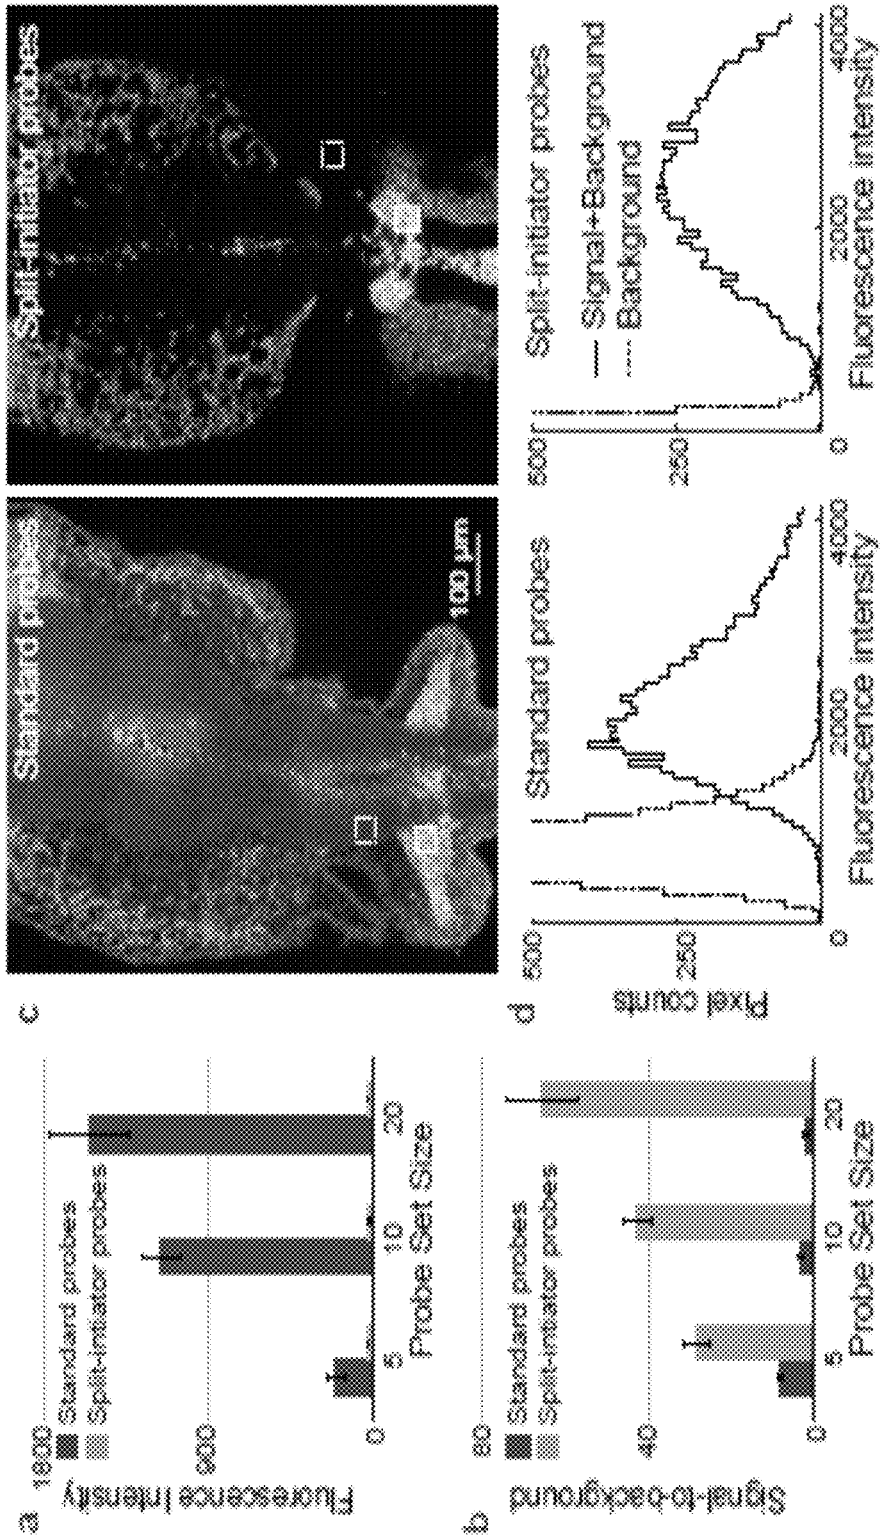 a
Fluorescence Intensity
1800
900
0
Standard probes
Split-initiator probes
5
10
20
Probe Set Size
b
Signal-to-background
80
40
0
Standard probes
Split-initiator probes
5
10
20
Probe Set Size
c
Standard probes
100 μm
Split-initiator probes
d
Pixel counts
500
250
0
Standard probes
2000
4000
Fluorescence intensity
500
250
0
Split-initiator probes
Signal+Background
Background
2000
4000
Fluorescence intensity